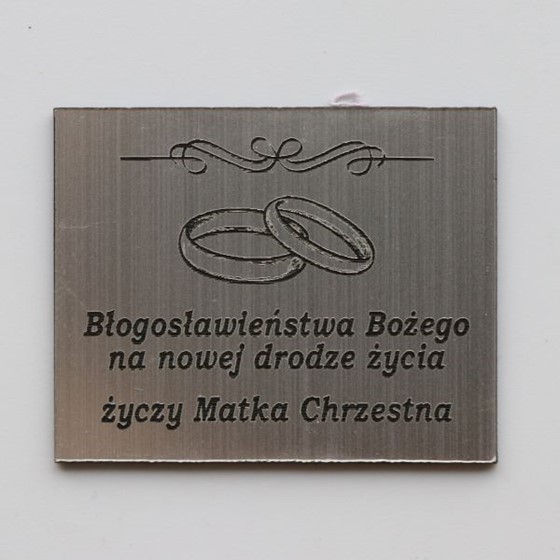 Błogosławieństwa Bożego
na nowej drodze życia
życzy Matka Chrzestna